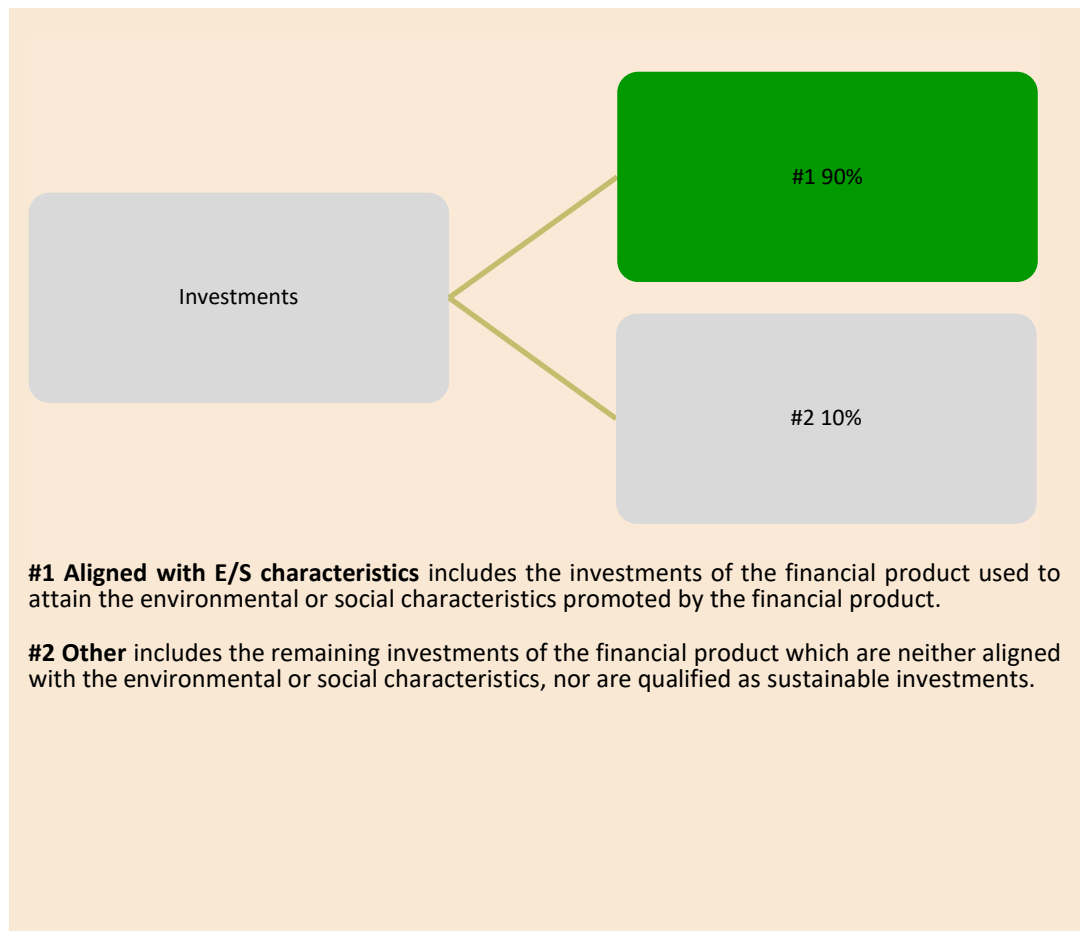 #1 90%
Investments
#2 10%
#1 Aligned with E/S characteristics includes the investments of the financial product used to
attain the environmental or social characteristics promoted by the financial product.
#2 Other includes the remaining investments of the financial product which are neither aligned
with the environmental or social characteristics, nor are qualified as sustainable investments.